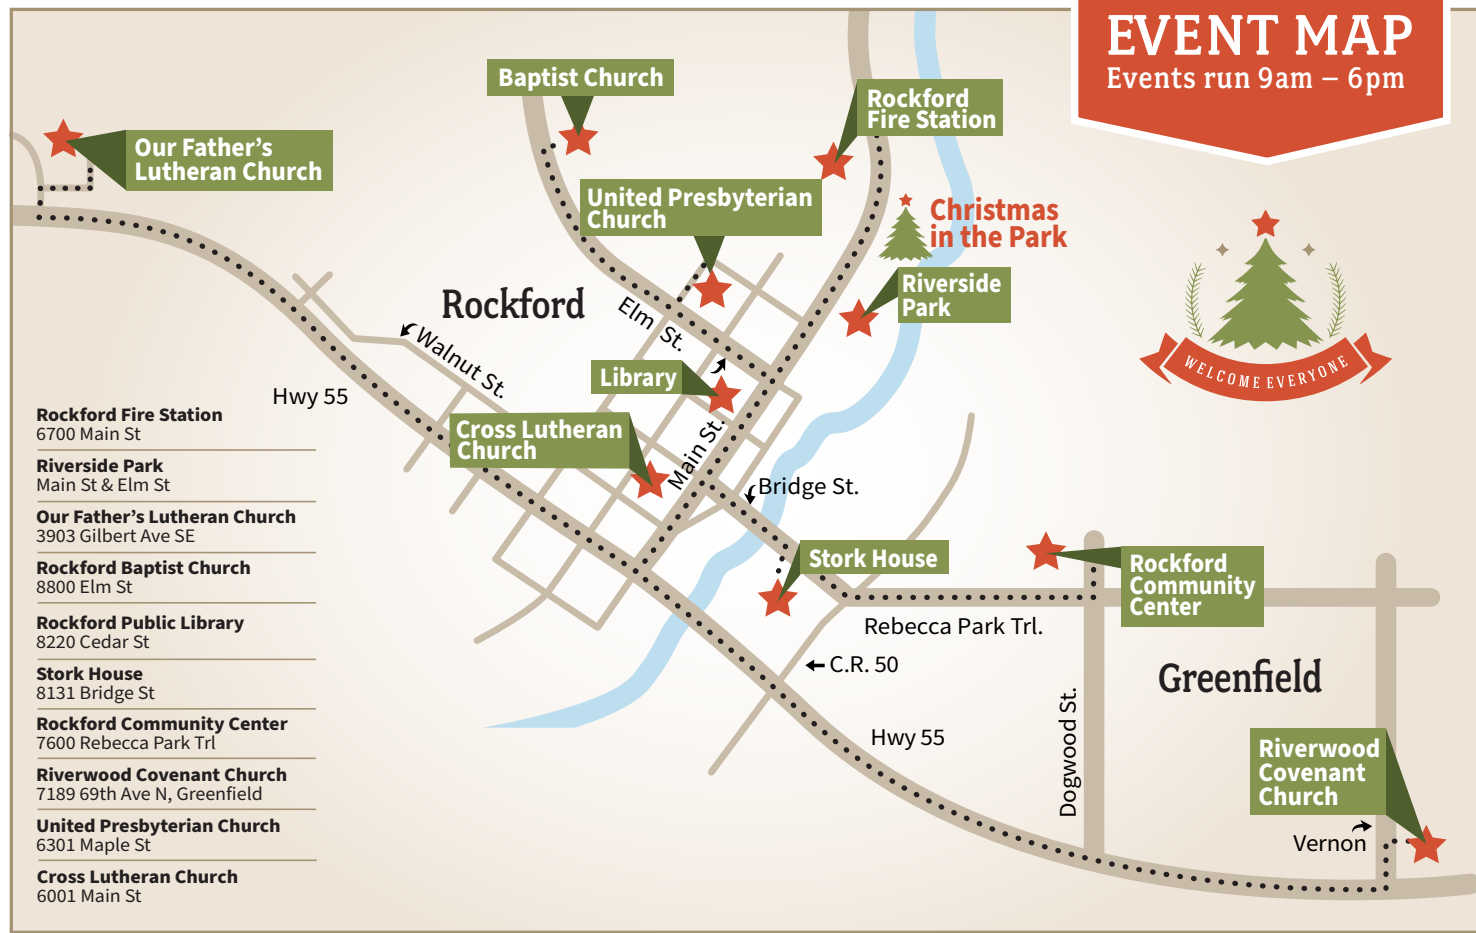 EVENT MAP
Events run 9am – 6pm
Baptist Church
Rockford
Fire Station
Our Father’s
Lutheran Church
United Presbyterian
Church
Christmas
in the Park
Riverside
Park
Rockford
Elm St.
Walnut St.
Library
WELCOME EVERYONE
Hwy 55
Cross Lutheran
Church
Main St.
Bridge St.
Stork House
Rockford
Community
Center
Rebecca Park Trl.
C.R. 50
Greenfield
Dogwood St.
Hwy 55
Riverwood
Covenant
Church
Vernon
Rockford Fire Station
6700 Main St
Riverside Park
Main St & Elm St
Our Father’s Lutheran Church
3903 Gilbert Ave SE
Rockford Baptist Church
8800 Elm St
Rockford Public Library
8220 Cedar St
Stork House
8131 Bridge St
Rockford Community Center
7600 Rebecca Park Trl
Riverwood Covenant Church
7189 69th Ave N, Greenfield
United Presbyterian Church
6301 Maple St
Cross Lutheran Church
6001 Main St